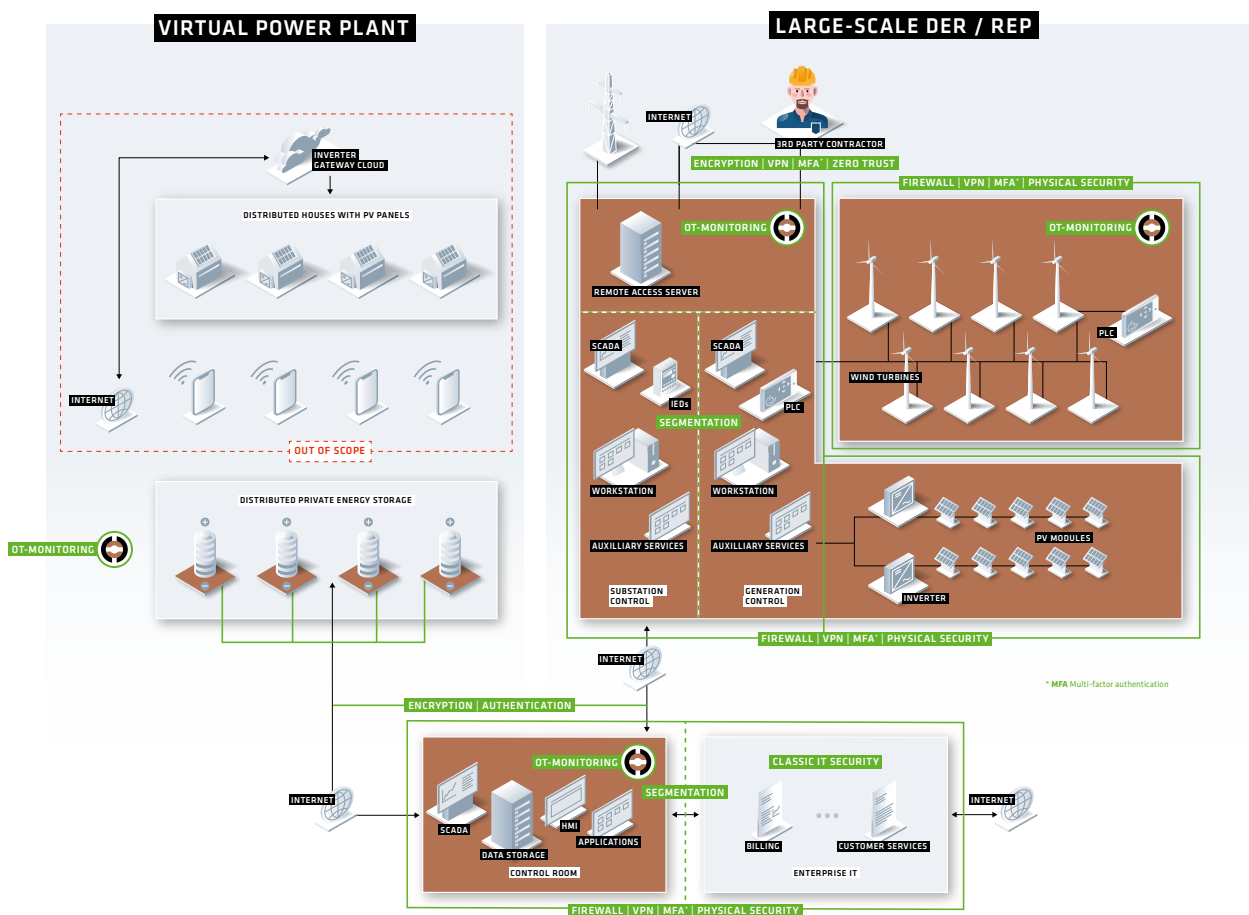 VIRTUAL POWER PLANT
INVERTER
GATEWAY CLOUD
DISTRIBUTED HOUSES WITH PV PANELS
INTERNET
OUT OF SCOPE
DISTRIBUTED PRIVATE ENERGY STORAGE
OT-MONITORING
LARGE-SCALE DER / REP
INTERNET
3RD PARTY CONTRACTOR
ENCRYPTION | VPN | MFA* | ZERO TRUST
FIREWALL | VPN | MFA* | PHYSICAL SECURITY
OT-MONITORING
REMOTE ACCESS SERVER
OT-MONITORING
PLC
WIND TURBINES
SCADA
SCADA
IEDs
PLC
SEGMENTATION
WORKSTATION
WORKSTATION
AUXILLIARY SERVICES
AUXILLIARY SERVICES
SUBSTATION
CONTROL
GENERATION
CONTROL
PV MODULES
INVERTER
FIREWALL | VPN | MFA* | PHYSICAL SECURITY
INTERNET
* MFA Multi-factor authentication
ENCRYPTION | AUTHENTICATION
INTERNET
OT-MONITORING
SCADA
DATA STORAGE
HMI
APPLICATIONS
CONTROL ROOM
SEGMENTATION
CLASSIC IT SECURITY
BILLING
CUSTOMER SERVICES
ENTERPRISE IT
INTERNET
FIREWALL | VPN | MFA* | PHYSICAL SECURITY